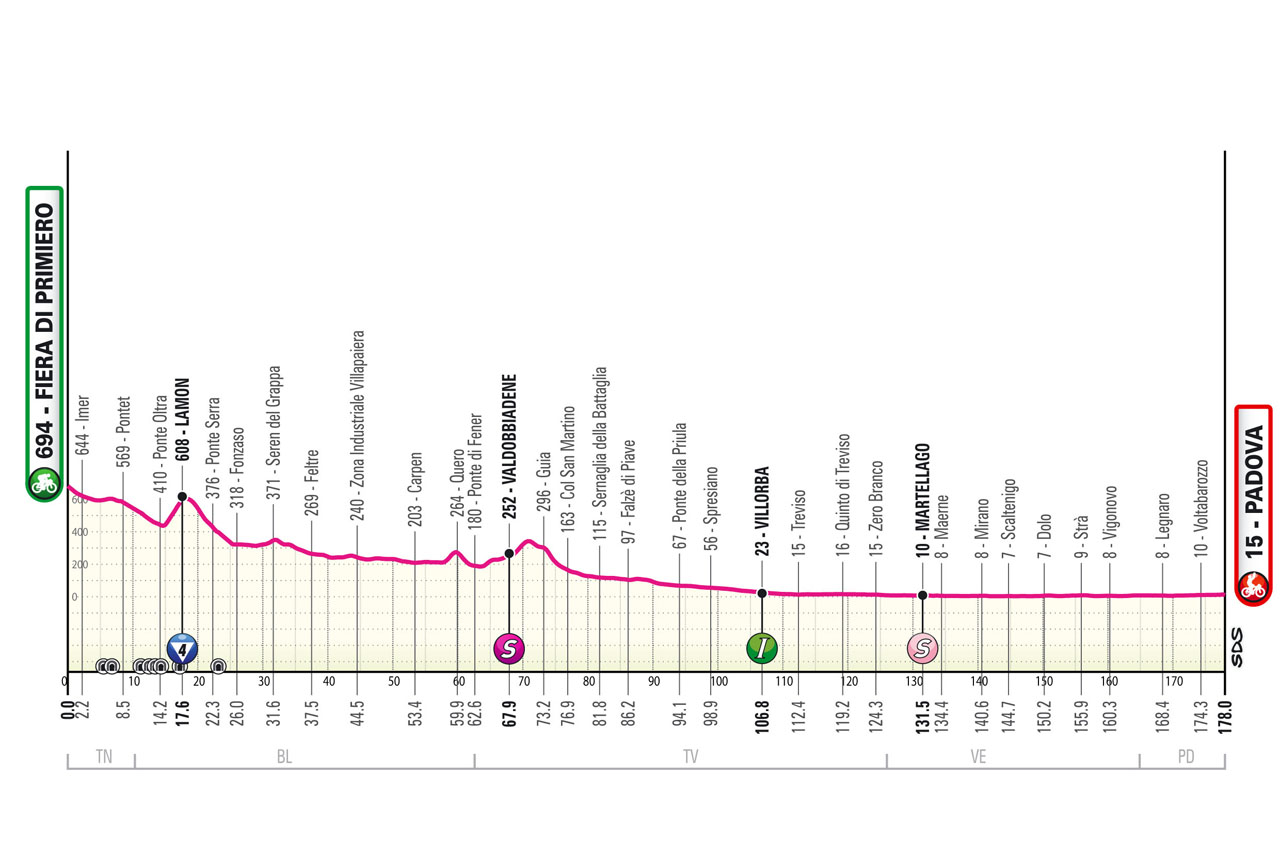 694 - FIERA DI PRIMIERO
644 - Imer
569 - Pontet
410 - Ponte Oltra
608 - LAMON
376 - Ponte Serra
318 - Fonzaso
371 - Seren del Grappa
269 - Feltre
240 - Zona Industriale Villapaiera
203 - Carpen
264 - Quero
180 - Ponte di Fener
252 - VALDOBBIADENE
296 - Guia
163 - Col San Martino
115 - Sernaglia della Battaglia
97 - Falzè di Piave
67 - Ponte della Priula
56 - Spresiano
23 - VILLORBA
15 - Treviso
16 - Quinto di Treviso
15 - Zero Branco
10 - MARTELLAGO
8 - Maerne
8 - Mirano
7 - Scaltenigo
7 - Dolo
9 - Strà
8 - Vigonovo
8 - Legnaro
10 - Voltabarozzo
15 - PADOVA
600
400
200
0
4
S
I
S
SDS
0 10 20 30 40 50 60 70 80 90 100 110 120 130 140 150 160 170
0.0 2.2 8.5 14.2 17.6 22.3 26.0 31.6 37.5 44.5 53.4 59.9 62.6 67.9 73.2 76.9 81.8 86.2 94.1 98.9 106.8 112.4 119.2 124.3 131.5 134.4 140.6 144.7 150.2 155.9 160.3 168.4 174.3 178.0
TN BL TV VE PD